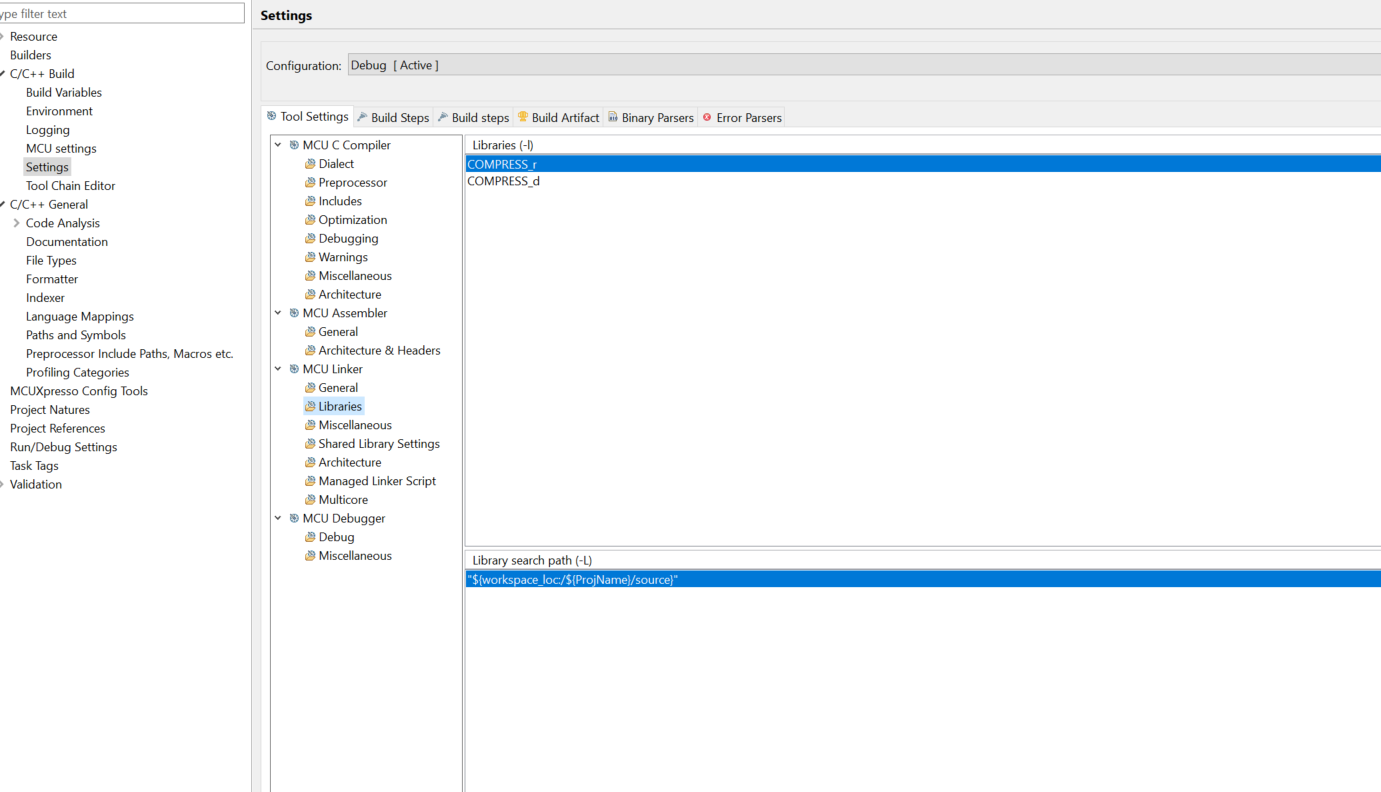 ype filter text
Resource
Builders
C/C++ Build
Build Variables
Environment
Logging
MCU settings
Settings
Tool Chain Editor
C/C++ General
Code Analysis
Documentation
File Types
Formatter
Indexer
Language Mappings
Paths and Symbols
Preprocessor Include Paths, Macros etc.
Profiling Categories
MCUXpresso Config Tools
Project Natures
Project References
Run/Debug Settings
Task Tags
Validation
Settings
Configuration: Debug [ Active ]
Tool Settings Build Steps Build steps Build Artifact Binary Parsers Error Parsers
MCU C Compiler
Dialect
Preprocessor
Includes
Optimization
Debugging
Warnings
Miscellaneous
Architecture
MCU Assembler
General
Architecture & Headers
MCU Linker
General
Libraries
Miscellaneous
Shared Library Settings
Architecture
Managed Linker Script
Multicore
MCU Debugger
Debug
Miscellaneous
Libraries (-l)
COMPRESS_r
COMPRESS_d
Library search path (-L)
"${workspace_loc:/${ProjName}/source}"